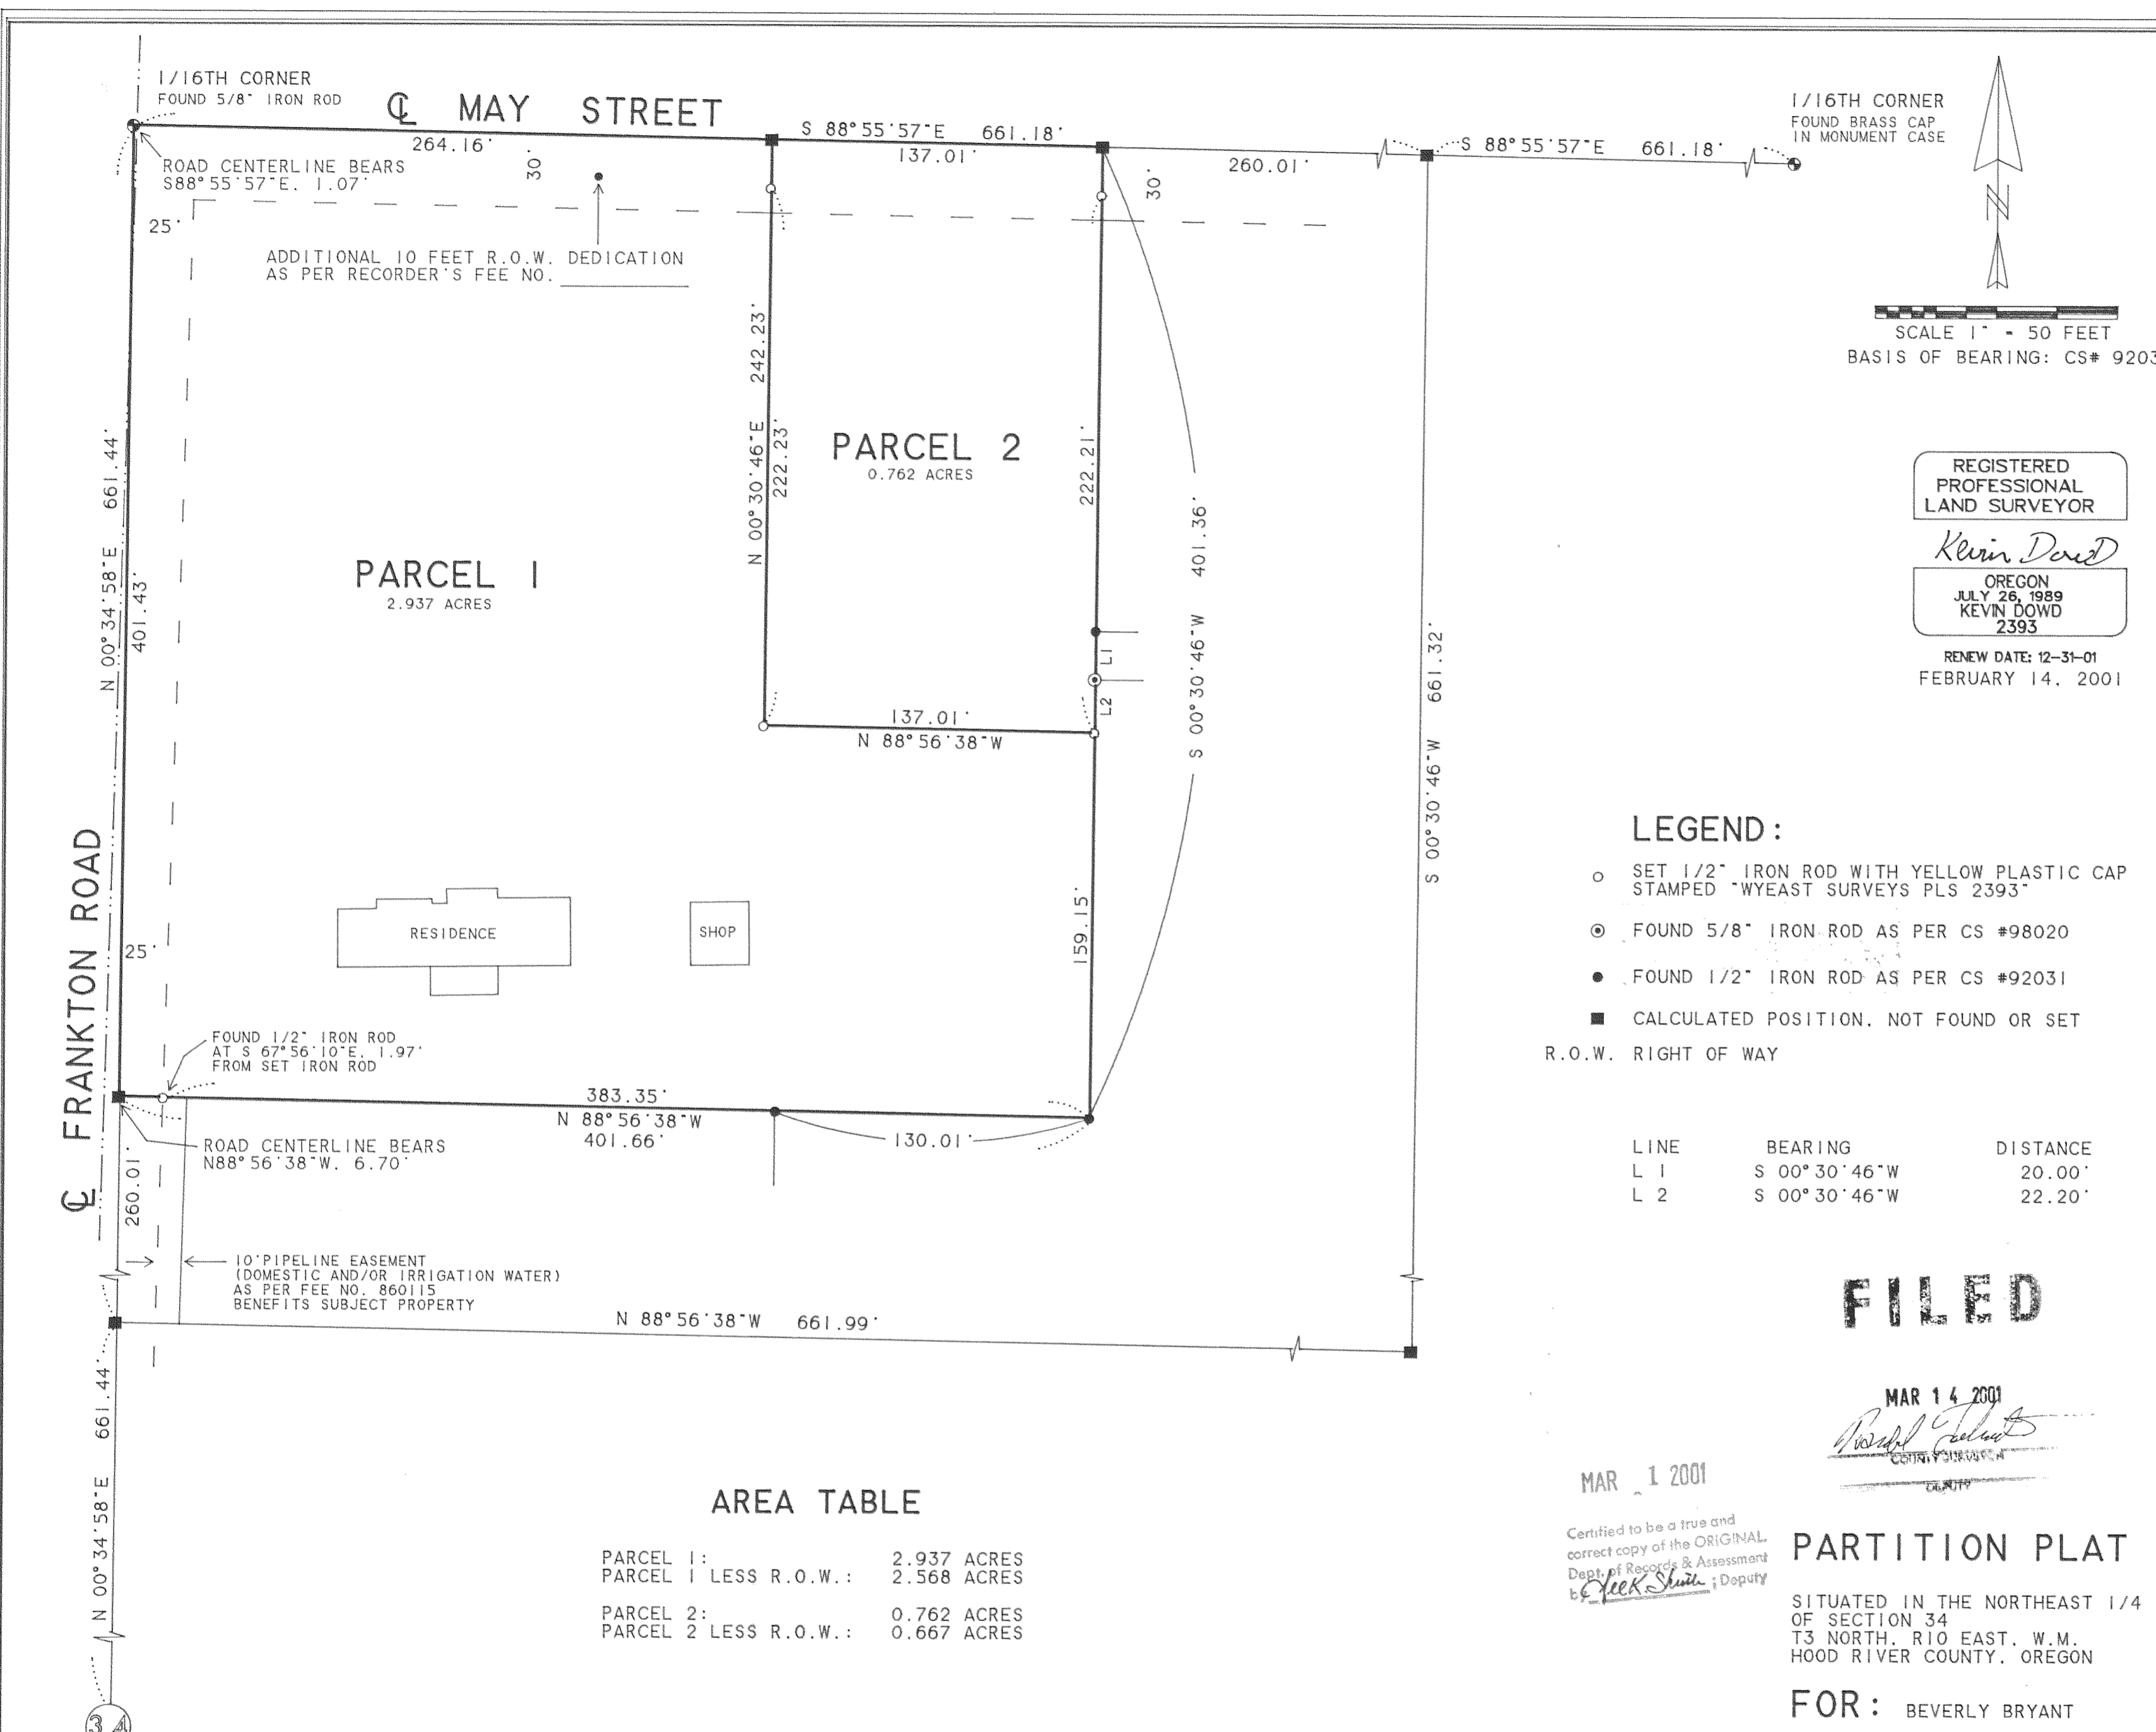 1/16TH CORNER
FOUND 5/8" IRON ROD
℄ MAY STREET
264.16'
30'
S 88°55'57"E 661.18'
137.01'
260.01'
30'
S 88°55'57"E 661.18'
1/16TH CORNER
FOUND BRASS CAP
IN MONUMENT CASE
ROAD CENTERLINE BEARS
S88°55'57"E, 1.07'
25'
ADDITIONAL 10 FEET R.O.W. DEDICATION
AS PER RECORDER'S FEE NO.
N
SCALE 1" = 50 FEET
BASIS OF BEARING: CS# 9203
N 00°34'58"E 661.44'
401.43'
PARCEL 1
2.937 ACRES
N 00°30'46"E 242.23'
222.23'
PARCEL 2
0.762 ACRES
222.21'
L1
L2
S 00°30'46"W 401.36'
137.01'
N 88°56'38"W
S 00°30'46"W 661.32'
REGISTERED
PROFESSIONAL
LAND SURVEYOR
Kevin Dowd
OREGON
JULY 26, 1989
KEVIN DOWD
2393
RENEW DATE: 12-31-01
FEBRUARY 14, 2001
℄ FRANKTON ROAD
25'
RESIDENCE
SHOP
159.15'
FOUND 1/2" IRON ROD
AT S 67°56'10"E, 1.97'
FROM SET IRON ROD
383.35'
N 88°56'38"W
401.66'
130.01'
ROAD CENTERLINE BEARS
N88°56'38"W, 6.70'
260.01'
10' PIPELINE EASEMENT
(DOMESTIC AND/OR IRRIGATION WATER)
AS PER FEE NO. 860115
BENEFITS SUBJECT PROPERTY
N 88°56'38"W 661.99'
N 00°34'58"E 661.44'
34
LEGEND:
SET 1/2" IRON ROD WITH YELLOW PLASTIC CAP
STAMPED "WYEAST SURVEYS PLS 2393"
FOUND 5/8" IRON ROD AS PER CS #98020
FOUND 1/2" IRON ROD AS PER CS #92031
CALCULATED POSITION, NOT FOUND OR SET
R.O.W. RIGHT OF WAY
LINE BEARING DISTANCE
L 1 S 00°30'46"W 20.00'
L 2 S 00°30'46"W 22.20'
FILED
MAR 14 2001
COUNTY SURVEYOR
DEPUTY
AREA TABLE
PARCEL 1: 2.937 ACRES
PARCEL 1 LESS R.O.W.: 2.568 ACRES
PARCEL 2: 0.762 ACRES
PARCEL 2 LESS R.O.W.: 0.667 ACRES
MAR 1 2001
Certified to be a true and
correct copy of the ORIGINAL.
Dept. of Records & Assessment
by ; Deputy
PARTITION PLAT
SITUATED IN THE NORTHEAST 1/4
OF SECTION 34
T3 NORTH, R10 EAST, W.M.
HOOD RIVER COUNTY, OREGON
FOR: BEVERLY BRYANT